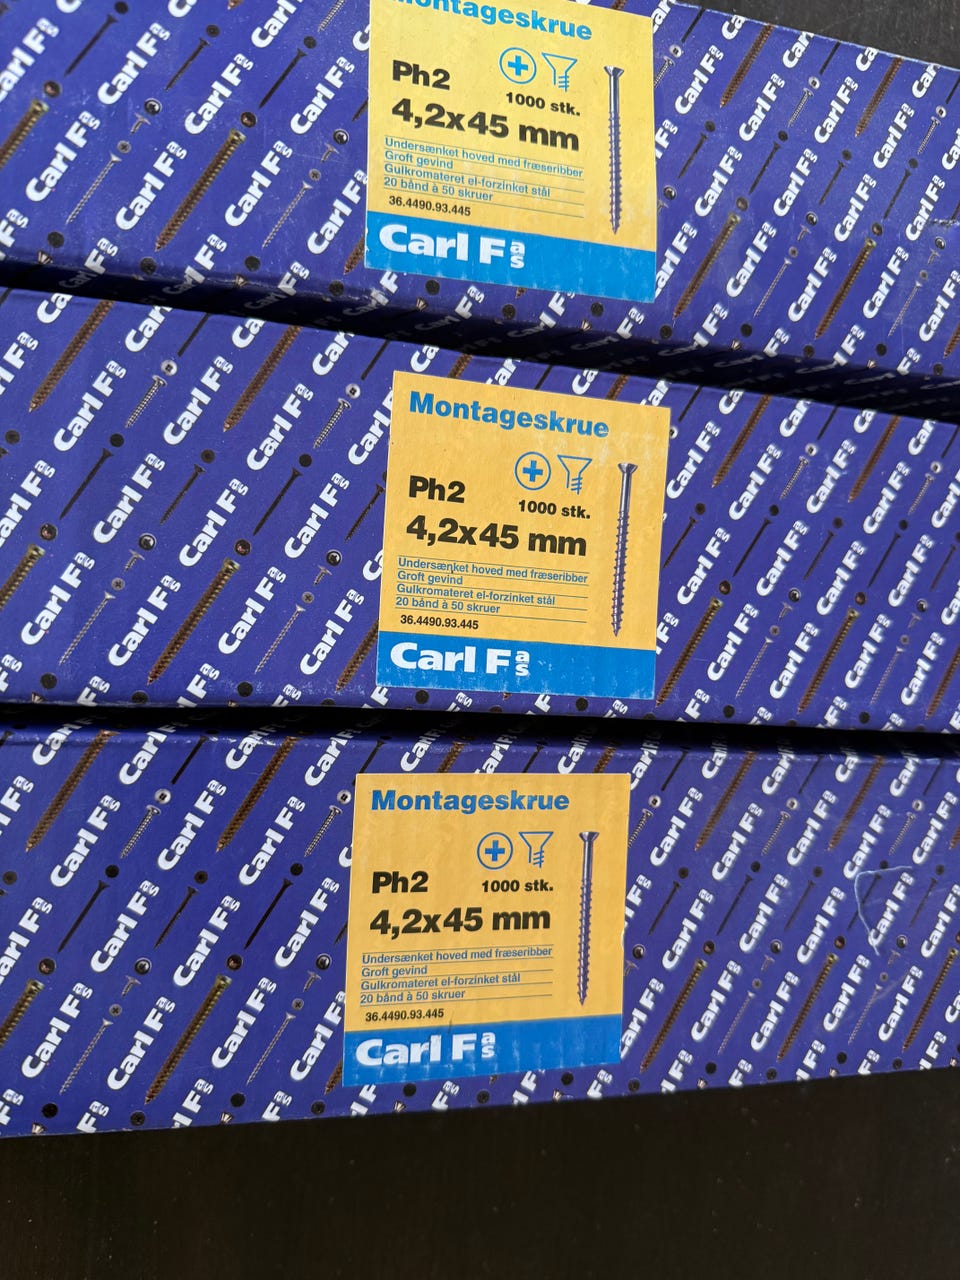 Montageskrue
Ph2
1000 stk.
4,2x45 mm
Undersænket hoved med fræseribber
Groft gevind
Gulkromateret el-forzinket stål
20 bånd à 50 skruer
36.4490.93.445
Carl F as
Montageskrue
Ph2
1000 stk.
4,2x45 mm
Undersænket hoved med fræseribber
Groft gevind
Gulkromateret el-forzinket stål
20 bånd à 50 skruer
36.4490.93.445
Carl F as
Montageskrue
Ph2
1000 stk.
4,2x45 mm
Undersænket hoved med fræseribber
Groft gevind
Gulkromateret el-forzinket stål
20 bånd à 50 skruer
36.4490.93.445
Carl F as